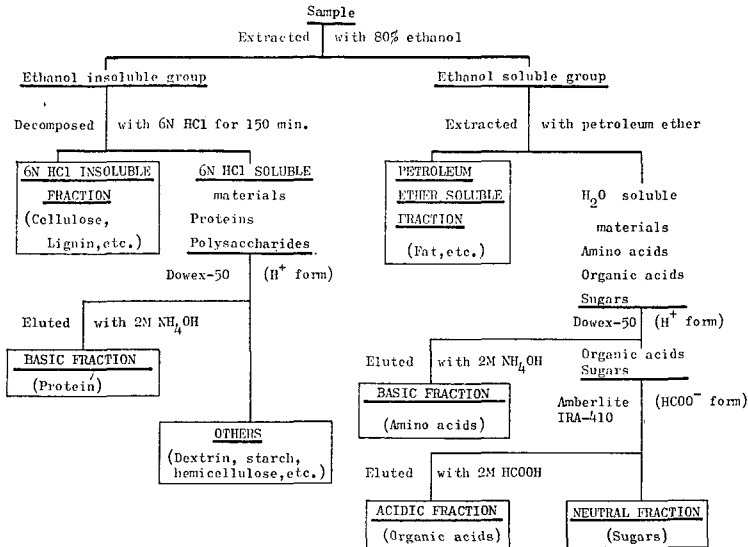 Sample
Extracted with 80% ethanol
Ethanol insoluble group
Ethanol soluble group
Decomposed with 6N HCl for 150 min.
Extracted with petroleum ether
6N HCl INSOLUBLE
FRACTION
(Cellulose,
Lignin,etc.)
6N HCl SOLUBLE
materials
Proteins
Polysaccharides
PETROLEUM
ETHER SOLUBLE
FRACTION
(Fat,etc.)
H2O soluble
materials
Amino acids
Organic acids
Sugars
Dowex-50 (H+ form)
Dowex-50 (H+ form)
Eluted with 2M NH4OH
BASIC FRACTION
(Protein)
OTHERS
(Dextrin, starch,
hemicellulose,etc.)
Eluted with 2M NH4OH
Organic acids
Sugars
BASIC FRACTION
(Amino acids)
Amberlite (HCOO- form)
IRA-410
Eluted with 2M HCOOH
ACIDIC FRACTION
(Organic acids)
NEUTRAL FRACTION
(Sugars)